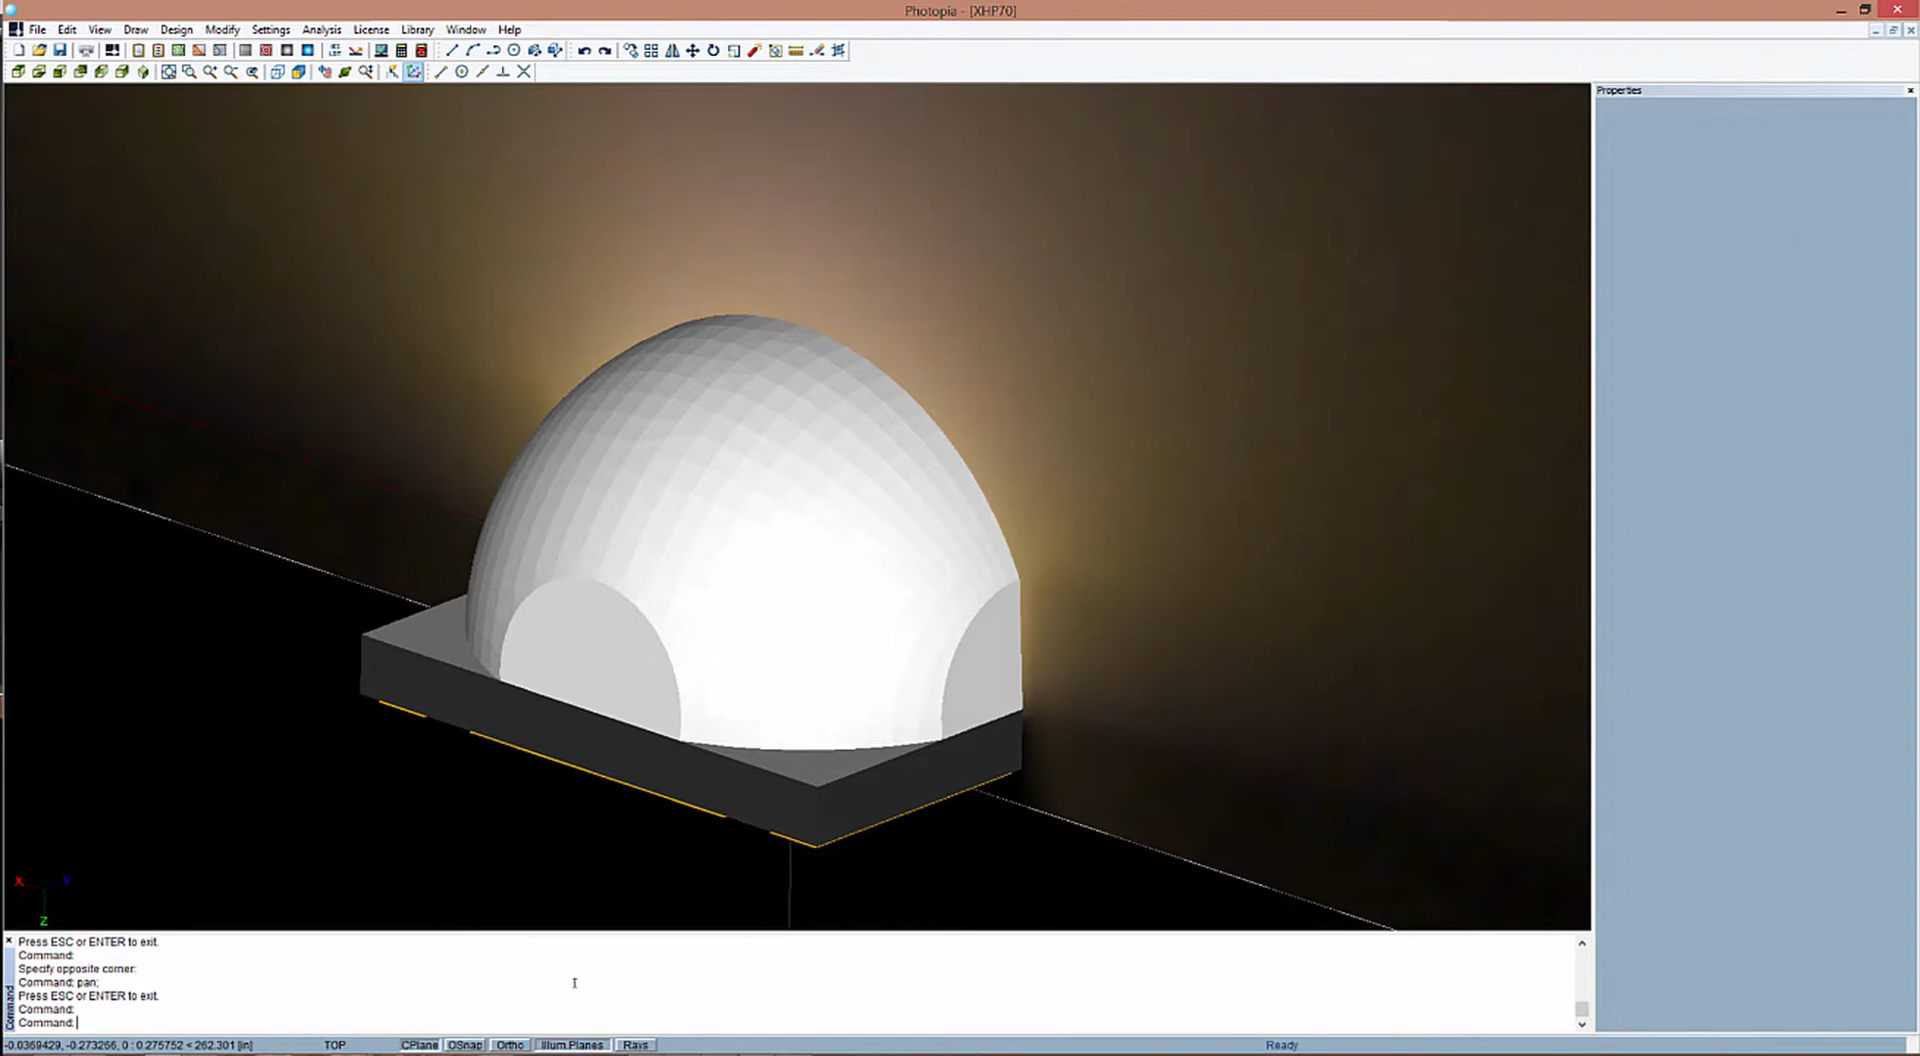 Photopia - [XHP70]
File Edit View Draw Design Modify Settings Analysis License Library Window Help
Properties
X Y
Z
Press ESC or ENTER to exit.
Command:
Specify opposite corner:
Command: pan;
Press ESC or ENTER to exit.
Command:
Command:
Command
-0.0369429, -0.273266, 0 : 0.275752 < 262.301 [in] TOP CPlane OSnap Ortho Illum.Planes Rays Ready